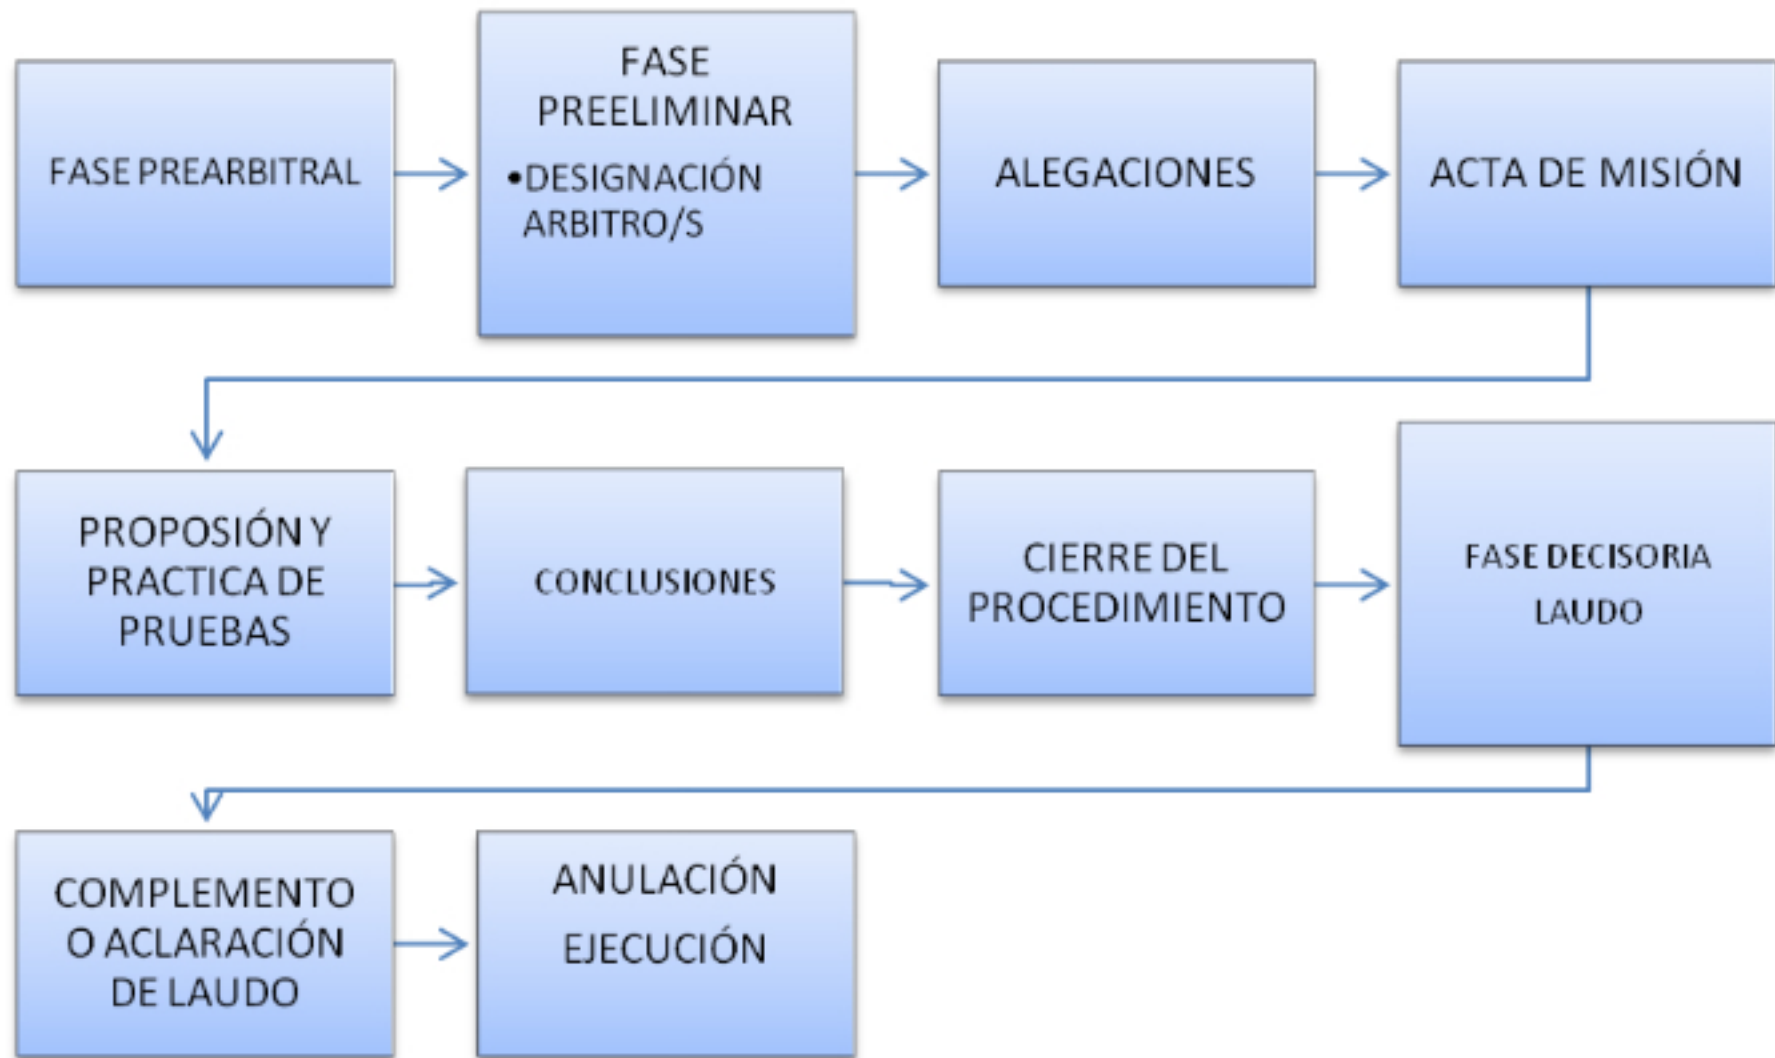 FASE PREARBITRAL
FASE
PREELIMINAR
•DESIGNACIÓN
ARBITRO/S
ALEGACIONES
ACTA DE MISIÓN
PROPOSIÓN Y
PRACTICA DE
PRUEBAS
CONCLUSIONES
CIERRE DEL
PROCEDIMIENTO
FASE DECISORIA
LAUDO
COMPLEMENTO
O ACLARACIÓN
DE LAUDO
ANULACIÓN
EJECUCIÓN